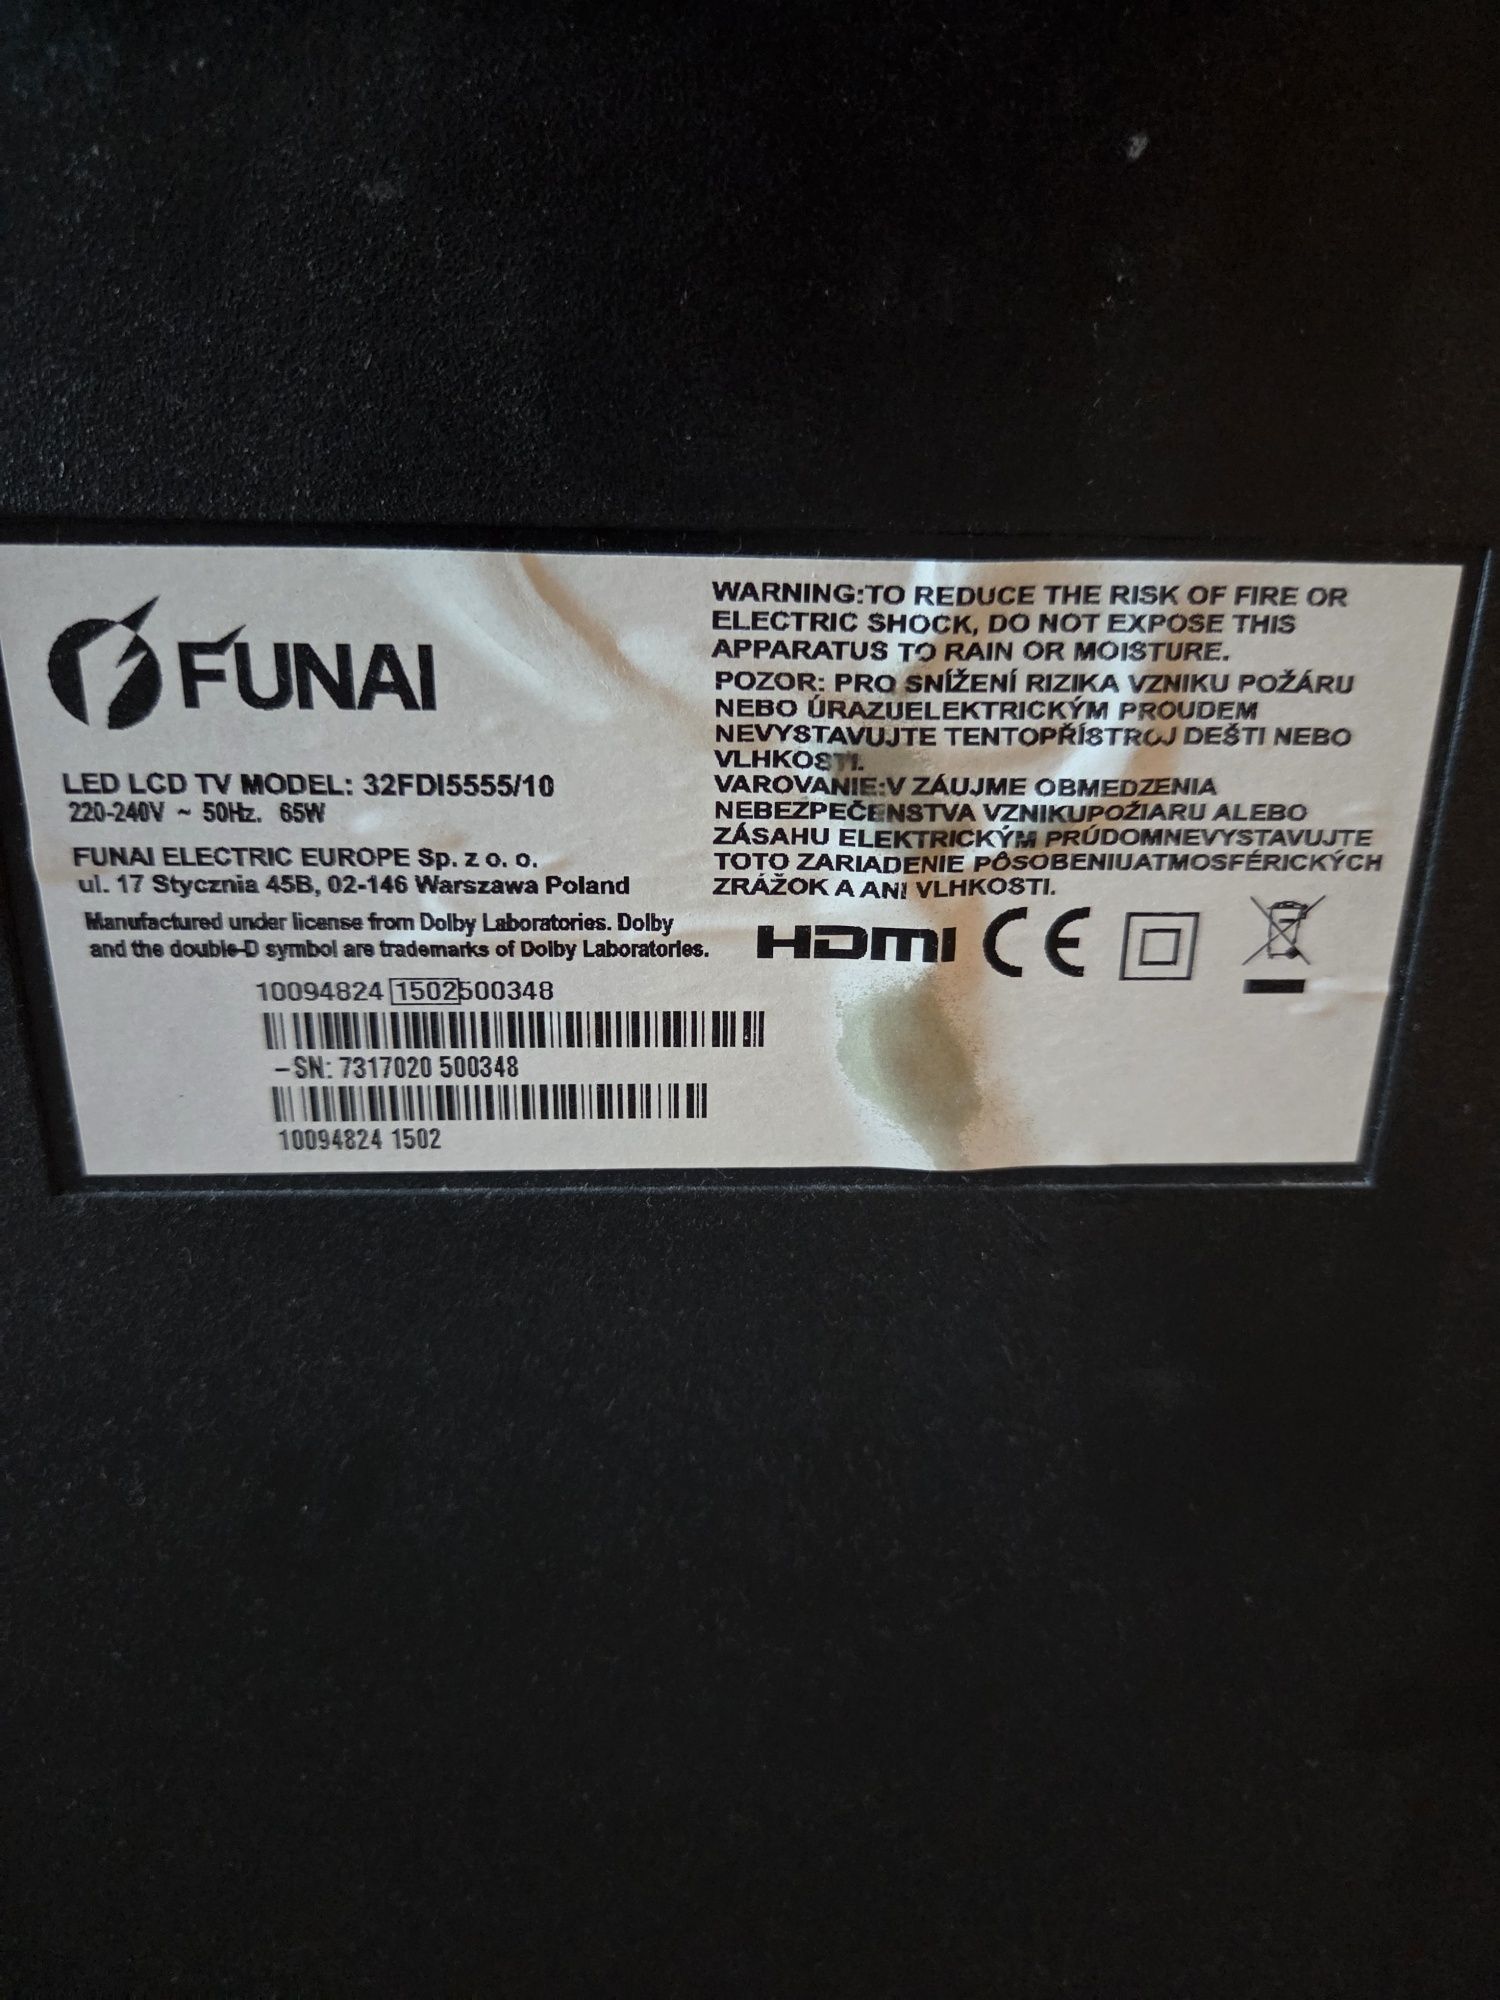 FUNAI
LED LCD TV MODEL: 32FDI5555/10
220-240V ~ 50Hz. 65W
FUNAI ELECTRIC EUROPE Sp. z o. o.
ul. 17 Stycznia 45B, 02-146 Warszawa Poland
Manufactured under license from Dolby Laboratories. Dolby
and the double-D symbol are trademarks of Dolby Laboratories.
10094824 1502500348
-SN: 7317020 500348
10094824 1502
WARNING:TO REDUCE THE RISK OF FIRE OR
ELECTRIC SHOCK, DO NOT EXPOSE THIS
APPARATUS TO RAIN OR MOISTURE.
POZOR: PRO SNÍŽENÍ RIZIKA VZNIKU POŽÁRU
NEBO ÚRAZUELEKTRICKÝM PROUDEM
NEVYSTAVUJTE TENTOPŘÍSTROJ DEŠTI NEBO
VLHKOSTI.
VAROVANIE:V ZÁUJME OBMEDZENIA
NEBEZPEČENSTVA VZNIKUPOŽIARU ALEBO
ZÁSAHU ELEKTRICKÝM PRÚDOMNEVYSTAVUJTE
TOTO ZARIADENIE PÔSOBENIUATMOSFÉRICKÝCH
ZRÁŽOK A ANI VLHKOSTI.
HDMI CE